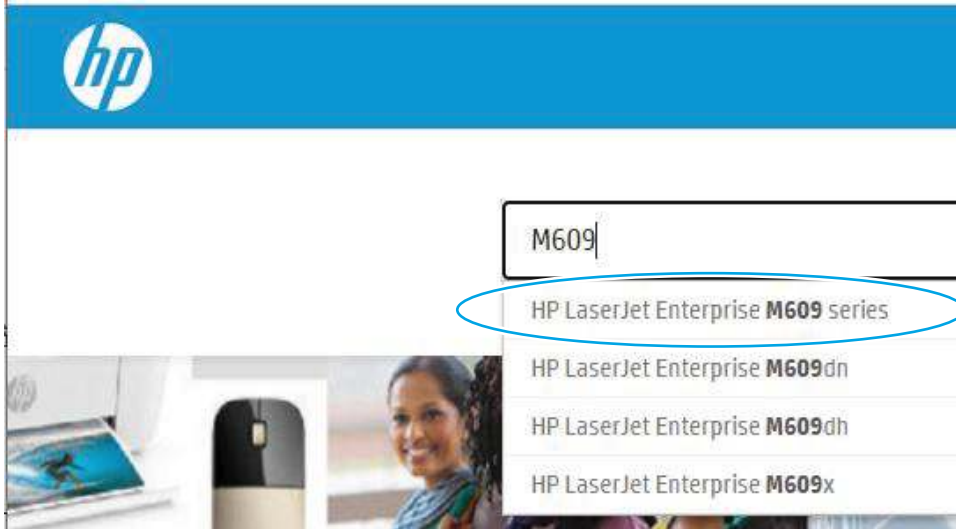 hp
M609
HP LaserJet Enterprise M609 series
HP LaserJet Enterprise M609dn
HP LaserJet Enterprise M609dh
HP LaserJet Enterprise M609x